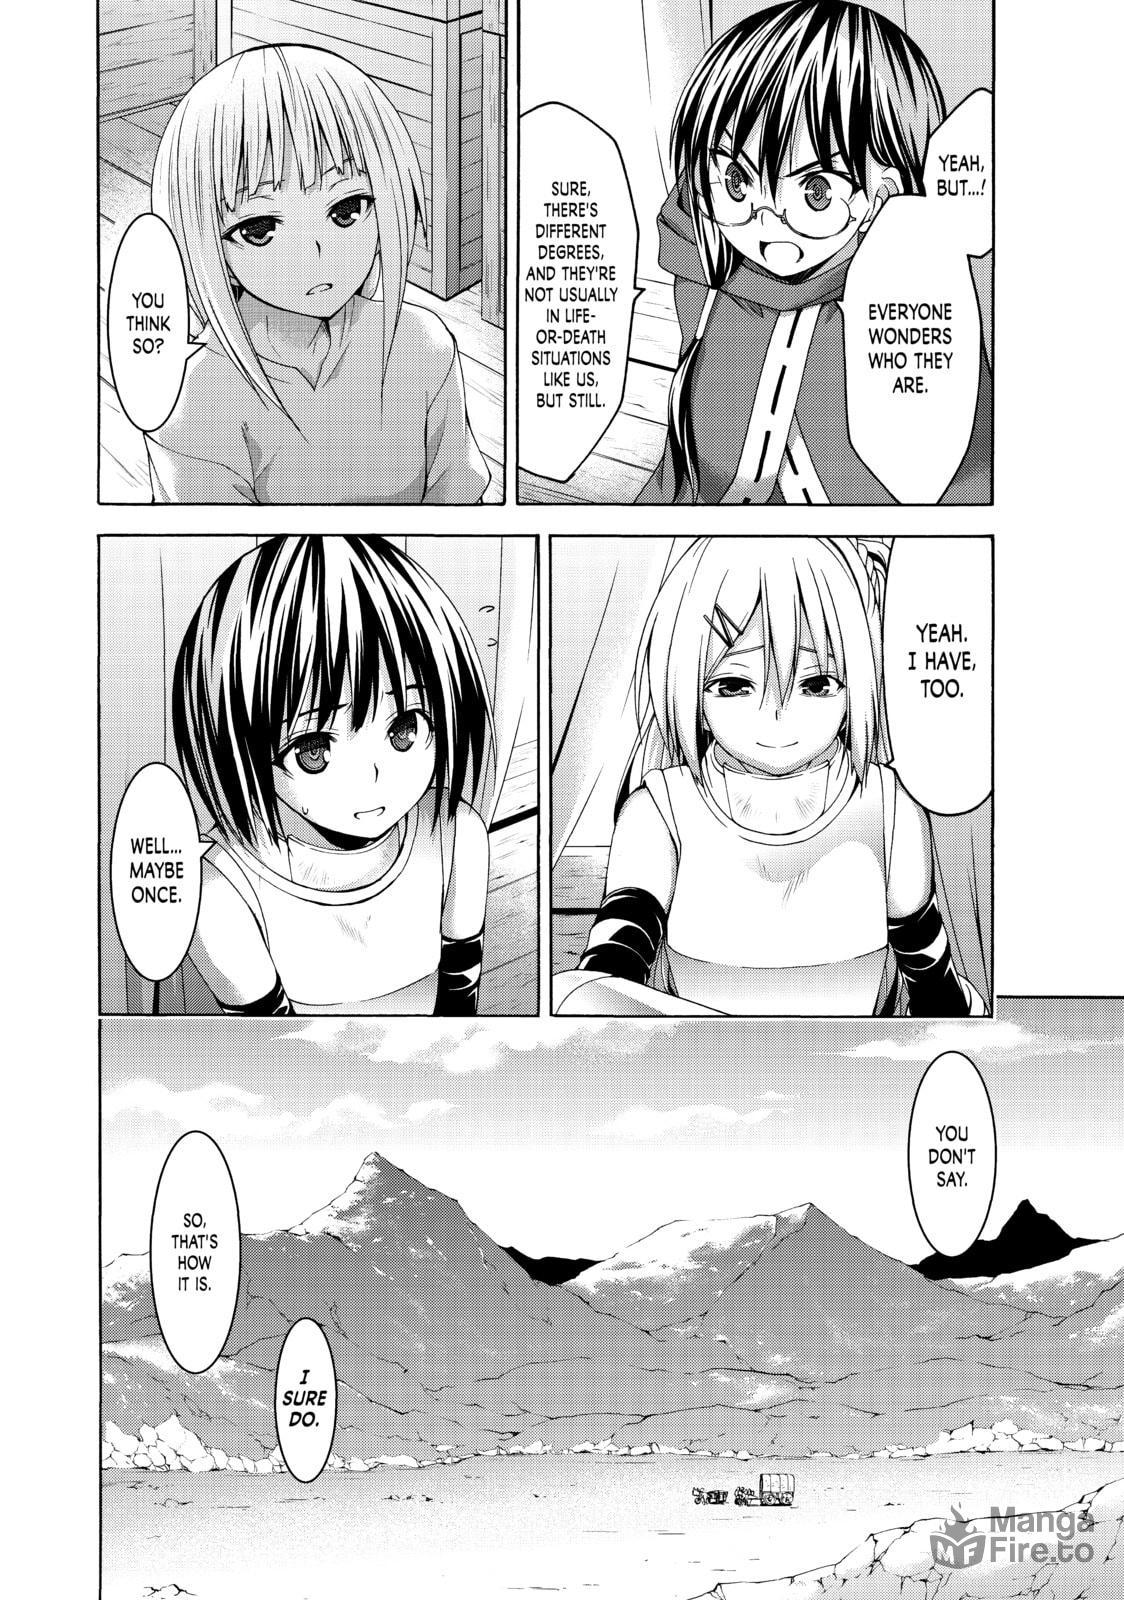 YEAH,
BUT...!
EVERYONE
WONDERS
WHO THEY
ARE.
SURE,
THERE'S
DIFFERENT
DEGREES,
AND THEY'RE
NOT USUALLY
IN LIFE-
OR-DEATH
SITUATIONS
LIKE US,
BUT STILL.
YOU
THINK
SO?
YEAH.
I HAVE,
TOO.
WELL...
MAYBE
ONCE.
YOU
DON'T
SAY.
SO,
THAT'S
HOW
IT IS.
I
SURE
DO.
MF
Manga
Fire.to